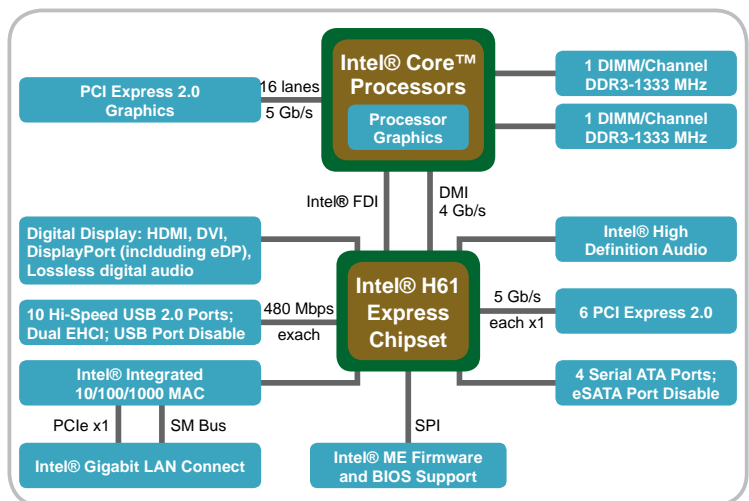 Intel® Core™
Processors
Processor
Graphics
PCI Express 2.0
Graphics
16 lanes
5 Gb/s
1 DIMM/Channel
DDR3-1333 MHz
1 DIMM/Channel
DDR3-1333 MHz
Intel® FDI
DMI
4 Gb/s
Digital Display: HDMI, DVI,
DisplayPort (inclduding eDP),
Lossless digital audio
Intel® High
Definition Audio
Intel® H61
Express
Chipset
10 Hi-Speed USB 2.0 Ports;
Dual EHCI; USB Port Disable
480 Mbps
exach
5 Gb/s
each x1
6 PCI Express 2.0
Intel® Integrated
10/100/1000 MAC
4 Serial ATA Ports;
eSATA Port Disable
PCIe x1
SM Bus
SPI
Intel® Gigabit LAN Connect
Intel® ME Firmware
and BIOS Support